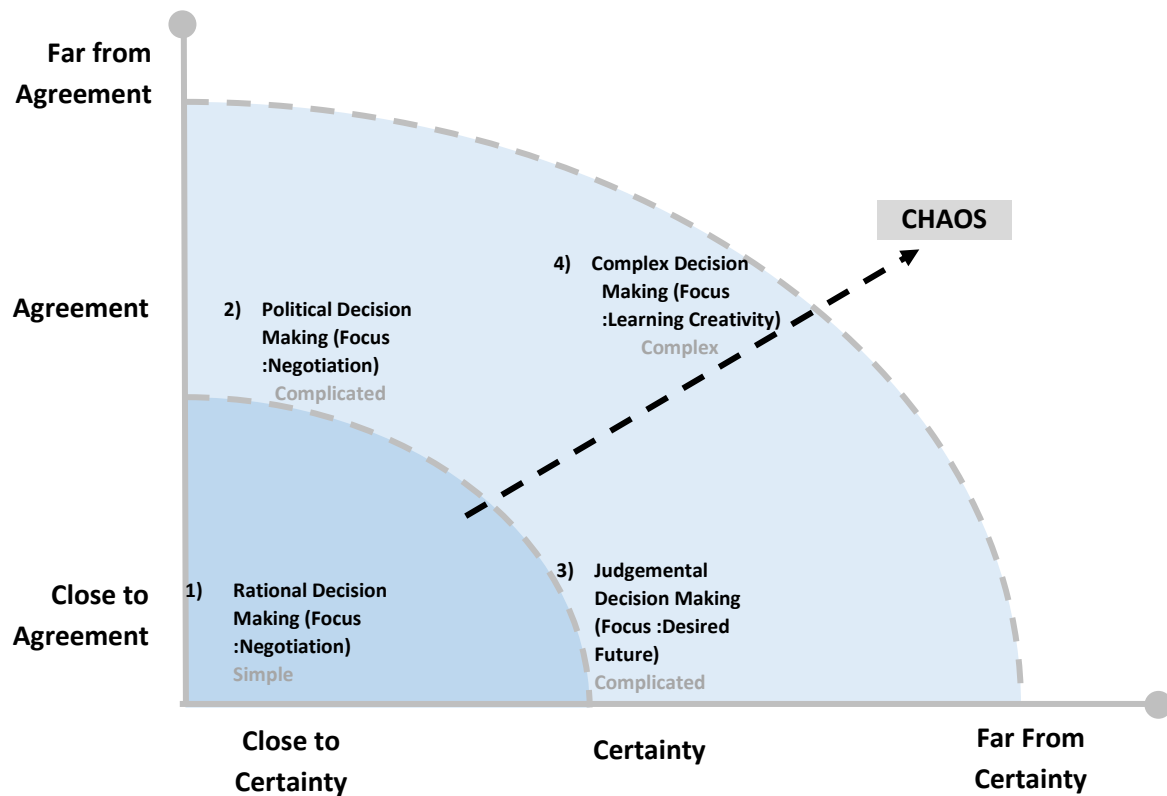 Far from
Agreement
CHAOS
4) Complex Decision
Making (Focus
:Learning Creativity)
Complex
Agreement
2) Political Decision
Making (Focus
:Negotiation)
Complicated
Close to
Agreement
1) Rational Decision
Making (Focus
:Negotiation)
Simple
3) Judgemental
Decision Making
(Focus :Desired
Future)
Complicated
Close to
Certainty
Certainty
Far From
Certainty